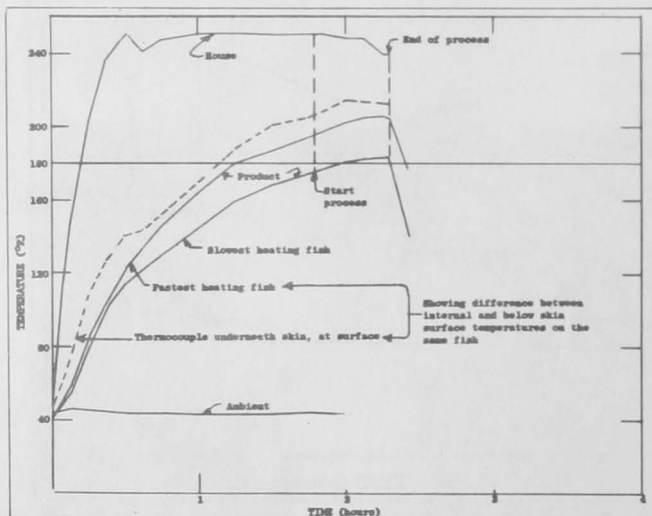 TEMPERATURE (°F)
240
200
180
160
120
80
40
House
End of process
Product
Start
process
Slowest heating fish
Fastest heating fish
Showing difference between
internal and below skin
surface temperatures on the
same fish
Thermocouple underneath skin, at surface
Ambient
1
2
3
4
TIME (hours)